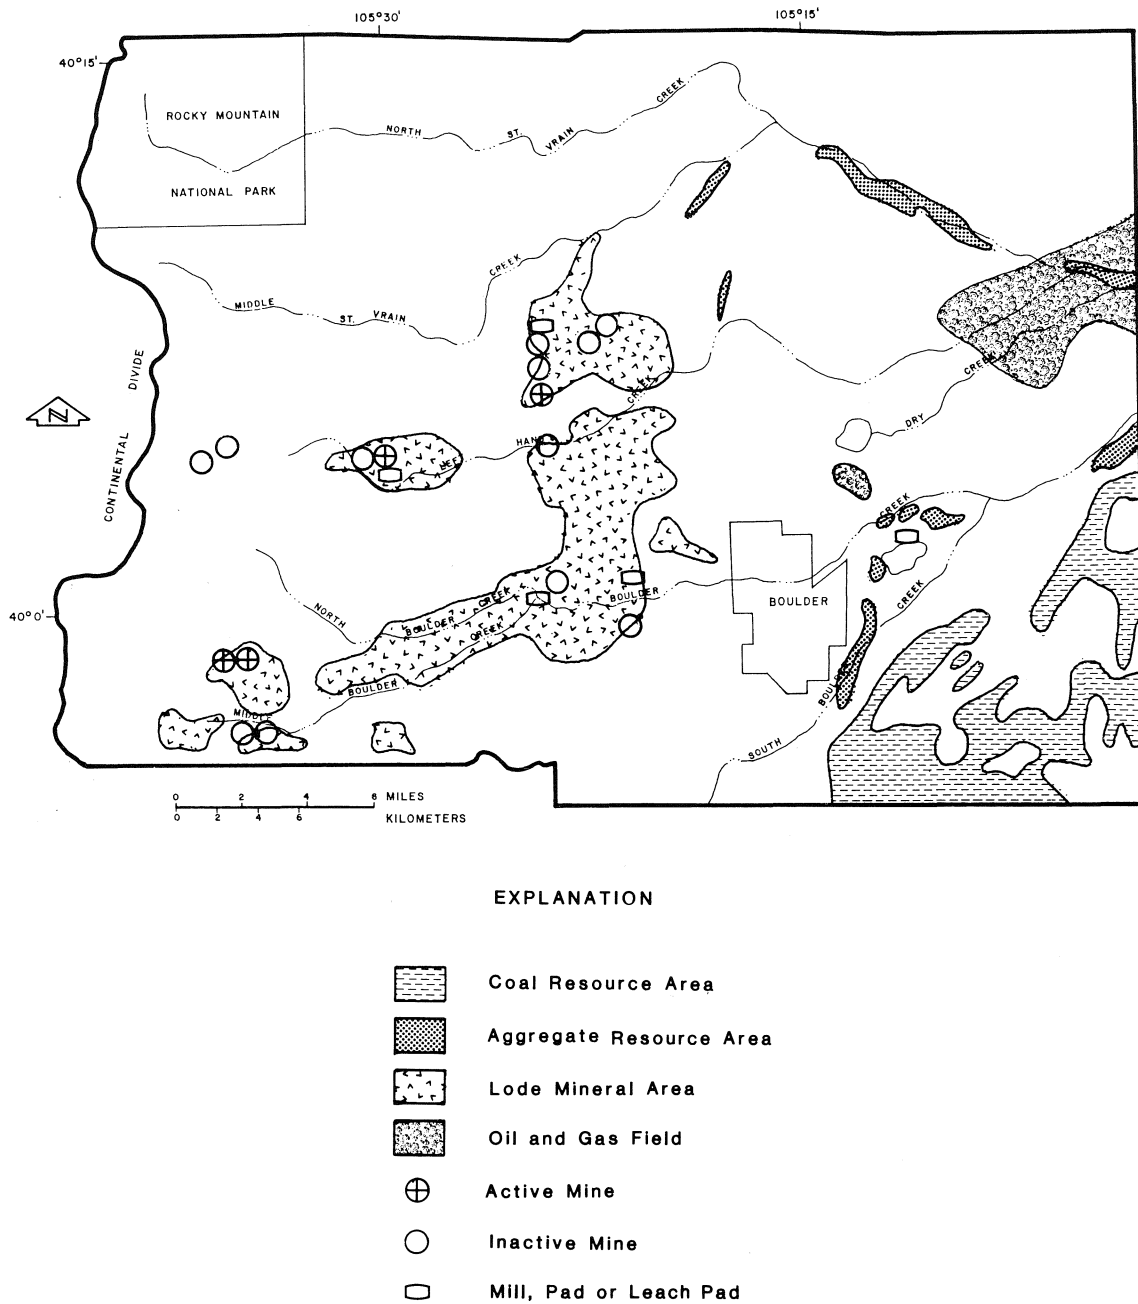 105°30'
105°15'
40°15'
ROCKY MOUNTAIN
NATIONAL PARK
NORTH ST. VRAIN CREEK
MIDDLE ST. VRAIN CREEK
CONTINENTAL DIVIDE
N
CREEK
DRY CREEK
CREEK
40°0'
NORTH BOULDER CREEK
BOULDER
BOULDER
CREEK
MIDDLE BOULDER CREEK
SOUTH BOULDER
0 2 4 6 MILES
0 2 4 6 KILOMETERS
EXPLANATION
Coal Resource Area
Aggregate Resource Area
Lode Mineral Area
Oil and Gas Field
Active Mine
Inactive Mine
Mill, Pad or Leach Pad